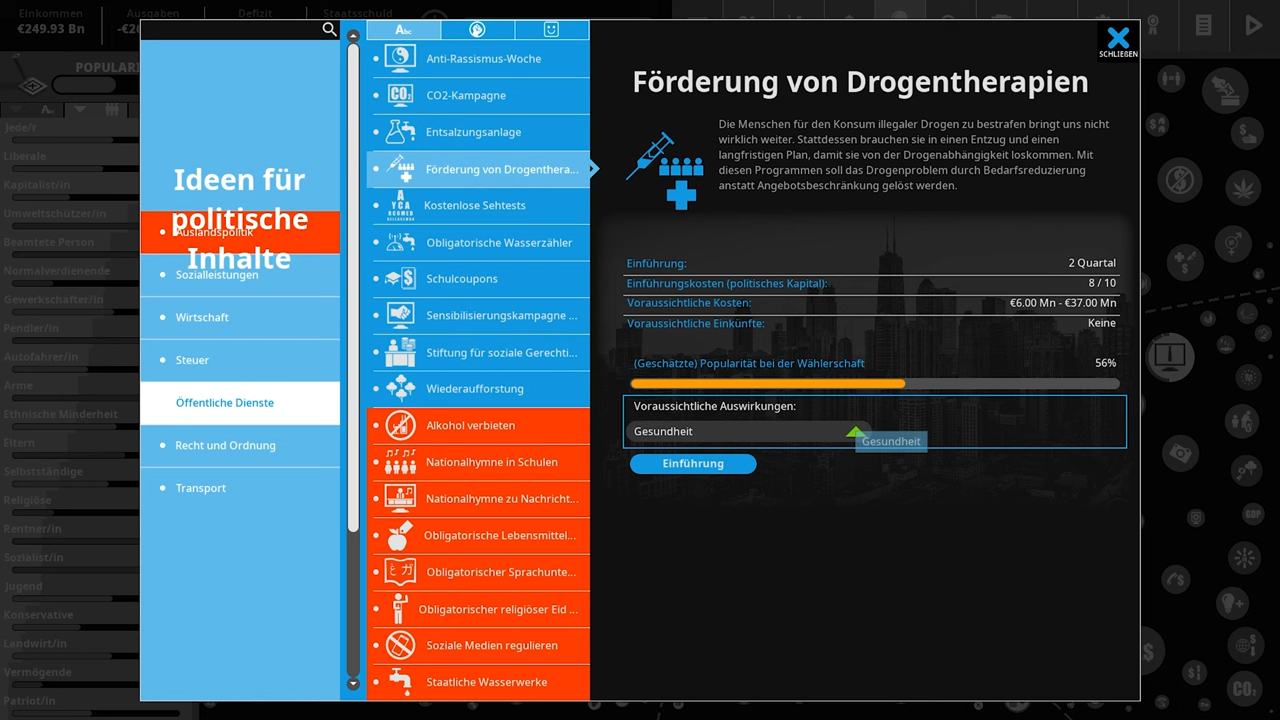 Einkommen
Ausgaben
Defizit
Staatsschuld
€249.93 Bn
SCHLIEßEN
Abc
Ideen für
politische
Inhalte
Auslandspolitik
Sozialleistungen
Wirtschaft
Steuer
Öffentliche Dienste
Recht und Ordnung
Transport
Anti-Rassismus-Woche
CO2-Kampagne
Entsalzungsanlage
Förderung von Drogenthera...
Kostenlose Sehtests
Obligatorische Wasserzähler
Schulcoupons
Sensibilisierungskampagne ...
Stiftung für soziale Gerechti...
Wiederaufforstung
Alkohol verbieten
Nationalhymne in Schulen
Nationalhymne zu Nachricht...
Obligatorische Lebensmittel...
Obligatorischer Sprachunte...
Obligatorischer religiöser Eid ...
Soziale Medien regulieren
Staatliche Wasserwerke
Förderung von Drogentherapien
Die Menschen für den Konsum illegaler Drogen zu bestrafen bringt uns nicht
wirklich weiter. Stattdessen brauchen sie in einen Entzug und einen
langfristigen Plan, damit sie von der Drogenabhängigkeit loskommen. Mit
diesen Programmen soll das Drogenproblem durch Bedarfsreduzierung
anstatt Angebotsbeschränkung gelöst werden.
Einführung: 2 Quartal
Einführungskosten (politisches Kapital): 8 / 10
Voraussichtliche Kosten: €6.00 Mn - €37.00 Mn
Voraussichtliche Einkünfte: Keine
(Geschätzte) Popularität bei der Wählerschaft 56%
Voraussichtliche Auswirkungen:
Gesundheit
Gesundheit
Einführung
Jede/r
Liberale
Kapitalist/in
Umweltschützer/in
Beamtete Person
Normalverdienende
Gewerkschafter/in
Pendler/in
Autofahrer/in
Arme
Ethnische Minderheit
Eltern
Selbstständige
Religiöse
Rentner/in
Sozialist/in
Jugend
Konservative
Landwirt/in
Vermögende
Patriot/in
GDP
CO2